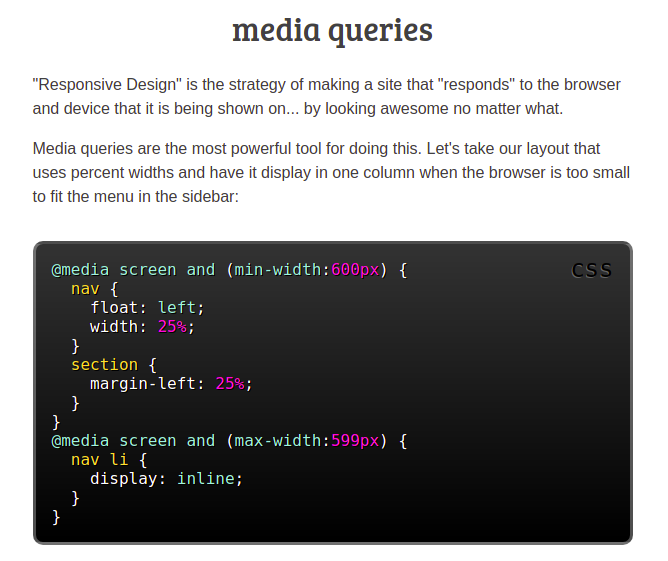 media queries
"Responsive Design" is the strategy of making a site that "responds" to the browser
and device that it is being shown on... by looking awesome no matter what.
Media queries are the most powerful tool for doing this. Let's take our layout that
uses percent widths and have it display in one column when the browser is too small
to fit the menu in the sidebar:
CSS
@media screen and (min-width:600px) {
  nav {
    float: left;
    width: 25%;
  }
  section {
    margin-left: 25%;
  }
}
@media screen and (max-width:599px) {
  nav li {
    display: inline;
  }
}